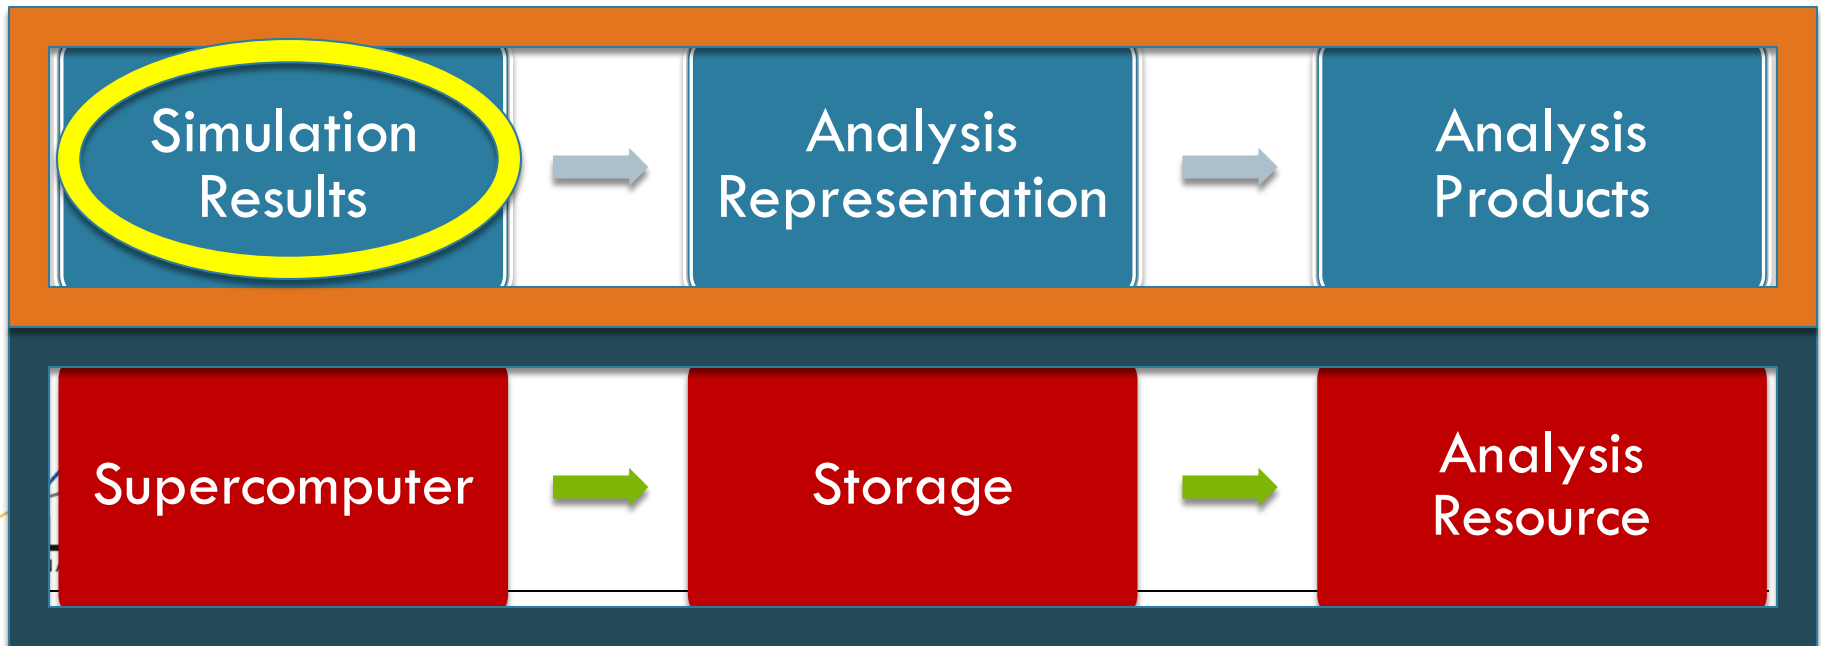 Simulation
Results
Analysis
Representation
Analysis
Products
Supercomputer
Storage
Analysis
Resource